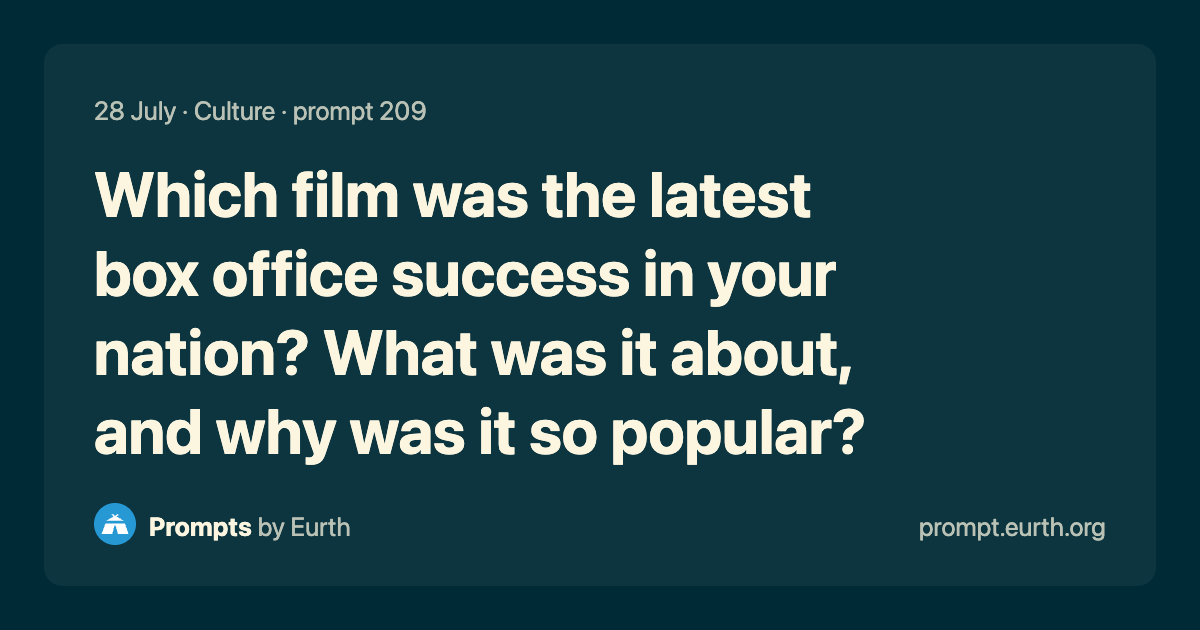 28 July · Culture · prompt 209
Which film was the latest
box office success in your
nation? What was it about,
and why was it so popular?
Prompts by Eurth
prompt.eurth.org